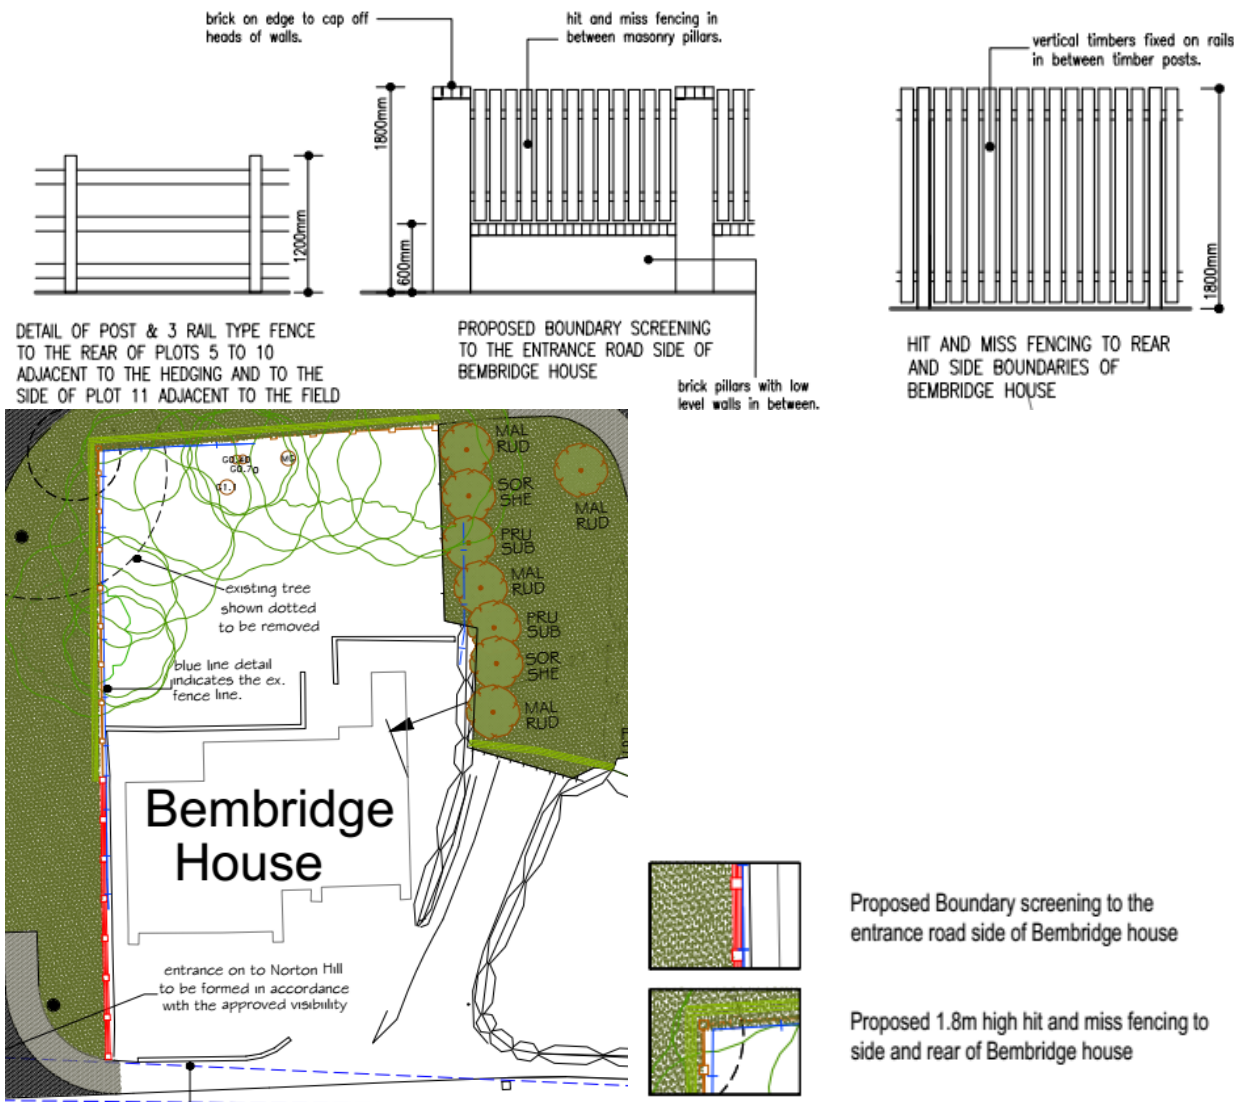 brick on edge to cap off
heads of walls.
hit and miss fencing in
between masonry pillars.
vertical timbers fixed on rails
in between timber posts.
1200mm
1800mm
600mm
1800mm
DETAIL OF POST & 3 RAIL TYPE FENCE
TO THE REAR OF PLOTS 5 TO 10
ADJACENT TO THE HEDGING AND TO THE
SIDE OF PLOT 11 ADJACENT TO THE FIELD
PROPOSED BOUNDARY SCREENING
TO THE ENTRANCE ROAD SIDE OF
BEMBRIDGE HOUSE
brick pillars with low
level walls in between.
HIT AND MISS FENCING TO REAR
AND SIDE BOUNDARIES OF
BEMBRIDGE HOUSE
MAL
RUD
SOR
SHE
MAL
RUD
PRU
SUB
MAL
RUD
PRU
SUB
SOR
SHE
MAL
RUD
MG
G0.7
G1.1
existing tree
shown dotted
to be removed
blue line detail
indicates the ex.
fence line.
Bembridge
House
entrance on to Norton Hill
to be formed in accordance
with the approved visibility
Proposed Boundary screening to the
entrance road side of Bembridge house
Proposed 1.8m high hit and miss fencing to
side and rear of Bembridge house